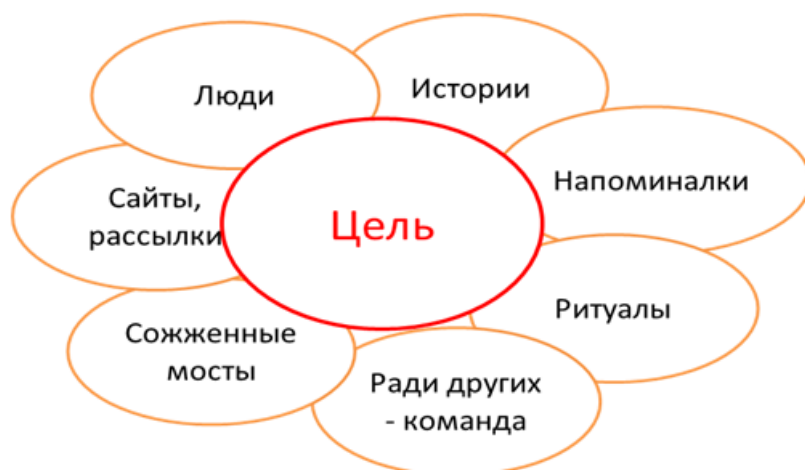 Люди
Истории
Напоминалки
Сайты,
рассылки
Цель
Ритуалы
Сожженные
мосты
Ради других
- команда